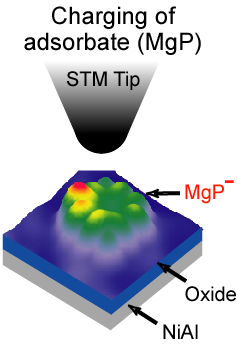 Charging of
adsorbate (MgP)
STM Tip
MgP⁻
Oxide
NiAl